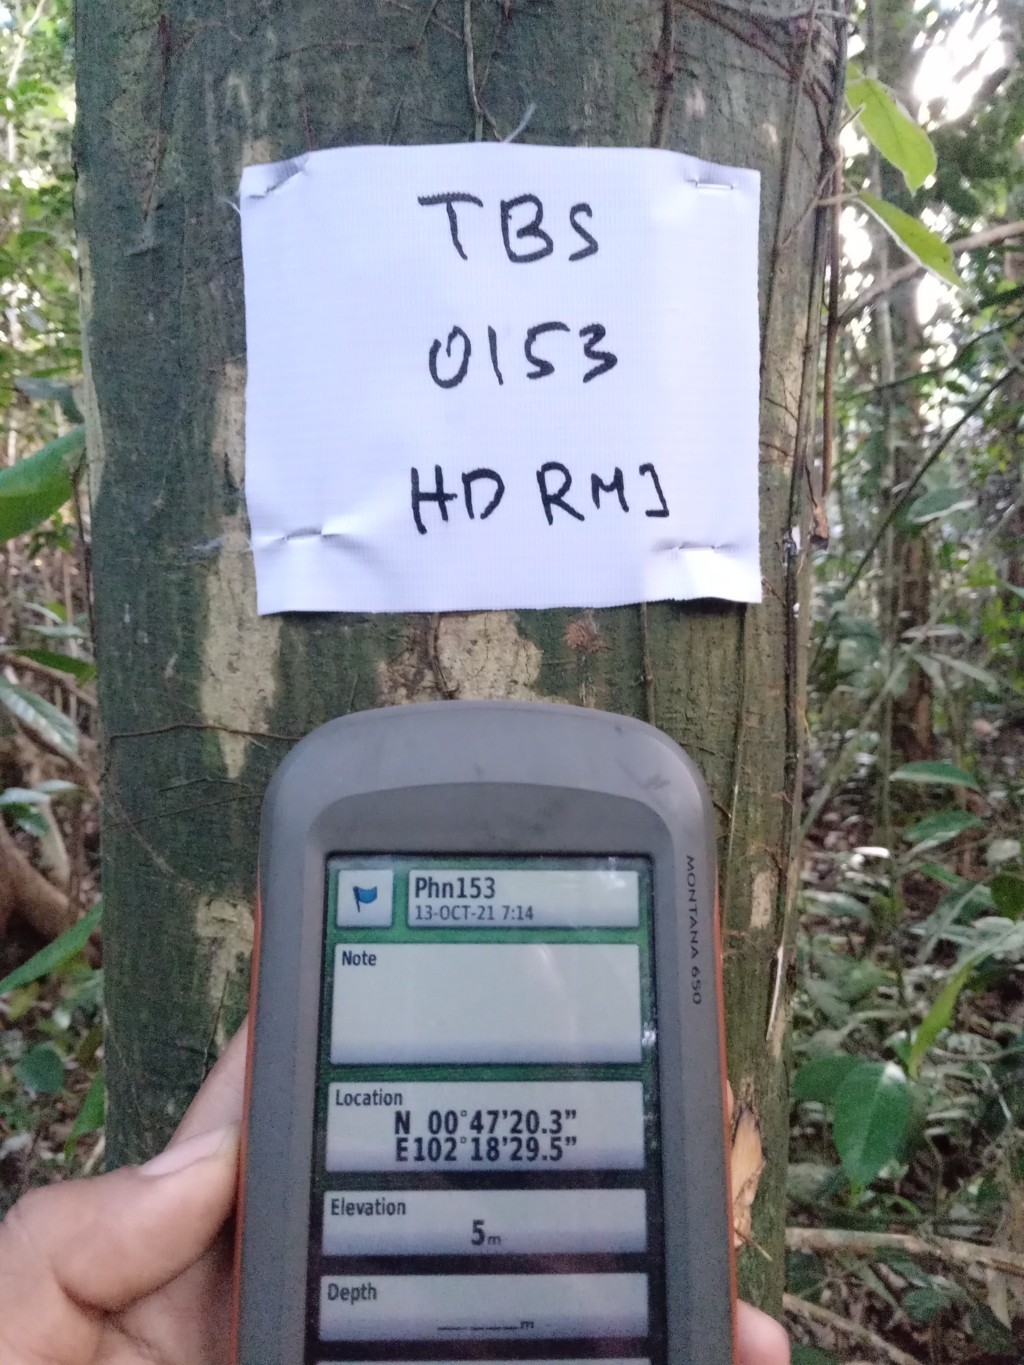 TBS
0153
HD RMJ
MONTANA 650
Phn153
13-OCT-21 7:14
Note
Location
N 00°47'20.3"
E102°18'29.5"
Elevation
5m
Depth
_____m